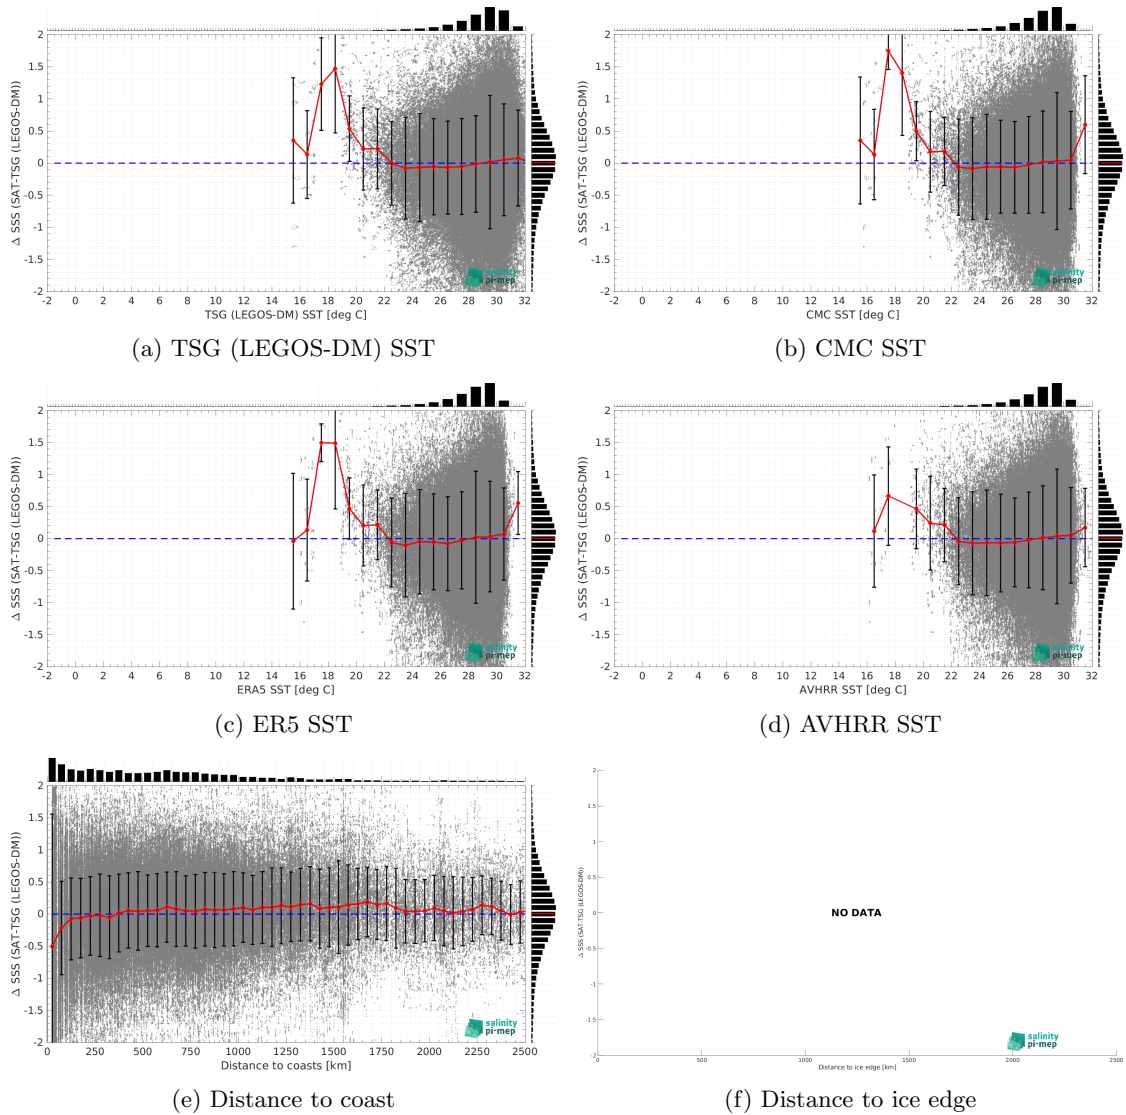 2
1.5
1
0.5
0
-0.5
-1
-1.5
-2
Δ SSS (SAT-TSG (LEGOS-DM))
-2 0 2 4 6 8 10 12 14 16 18 20 22 24 26 28 30 32
TSG (LEGOS-DM) SST [deg C]
salinity
pi-mep
(a) TSG (LEGOS-DM) SST
2
1.5
1
0.5
0
-0.5
-1
-1.5
-2
Δ SSS (SAT-TSG (LEGOS-DM))
-2 0 2 4 6 8 10 12 14 16 18 20 22 24 26 28 30 32
CMC SST [deg C]
salinity
pi-mep
(b) CMC SST
2
1.5
1
0.5
0
-0.5
-1
-1.5
-2
Δ SSS (SAT-TSG (LEGOS-DM))
-2 0 2 4 6 8 10 12 14 16 18 20 22 24 26 28 30 32
ERA5 SST [deg C]
salinity
pi-mep
(c) ER5 SST
2
1.5
1
0.5
0
-0.5
-1
-1.5
-2
Δ SSS (SAT-TSG (LEGOS-DM))
-2 0 2 4 6 8 10 12 14 16 18 20 22 24 26 28 30 32
AVHRR SST [deg C]
salinity
pi-mep
(d) AVHRR SST
2
1.5
1
0.5
0
-0.5
-1
-1.5
-2
Δ SSS (SAT-TSG (LEGOS-DM))
0 250 500 750 1000 1250 1500 1750 2000 2250 2500
Distance to coasts [km]
salinity
pi-mep
(e) Distance to coast
2
1.5
1
0.5
0
-0.5
-1
-1.5
-2
Δ SSS (SAT-TSG (LEGOS-DM))
NO DATA
0 500 1000 1500 2000 2500
Distance to ice edge [km]
salinity
pi-mep
(f) Distance to ice edge